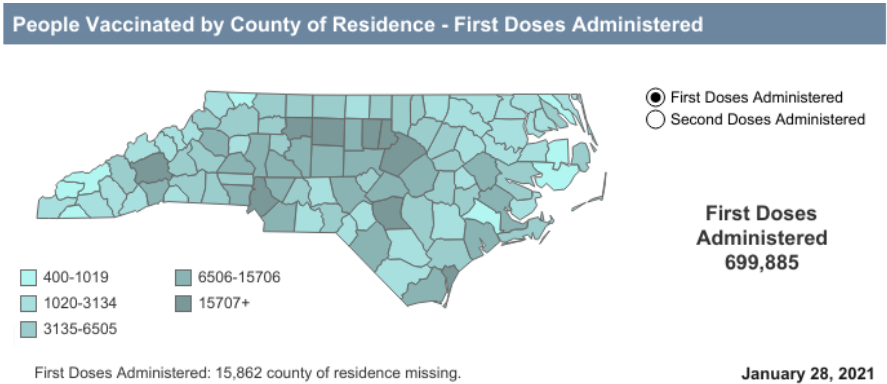 People Vaccinated by County of Residence - First Doses Administered
First Doses Administered
Second Doses Administered
First Doses
Administered
699,885
400-1019
6506-15706
1020-3134
15707+
3135-6505
First Doses Administered: 15,862 county of residence missing.
January 28, 2021